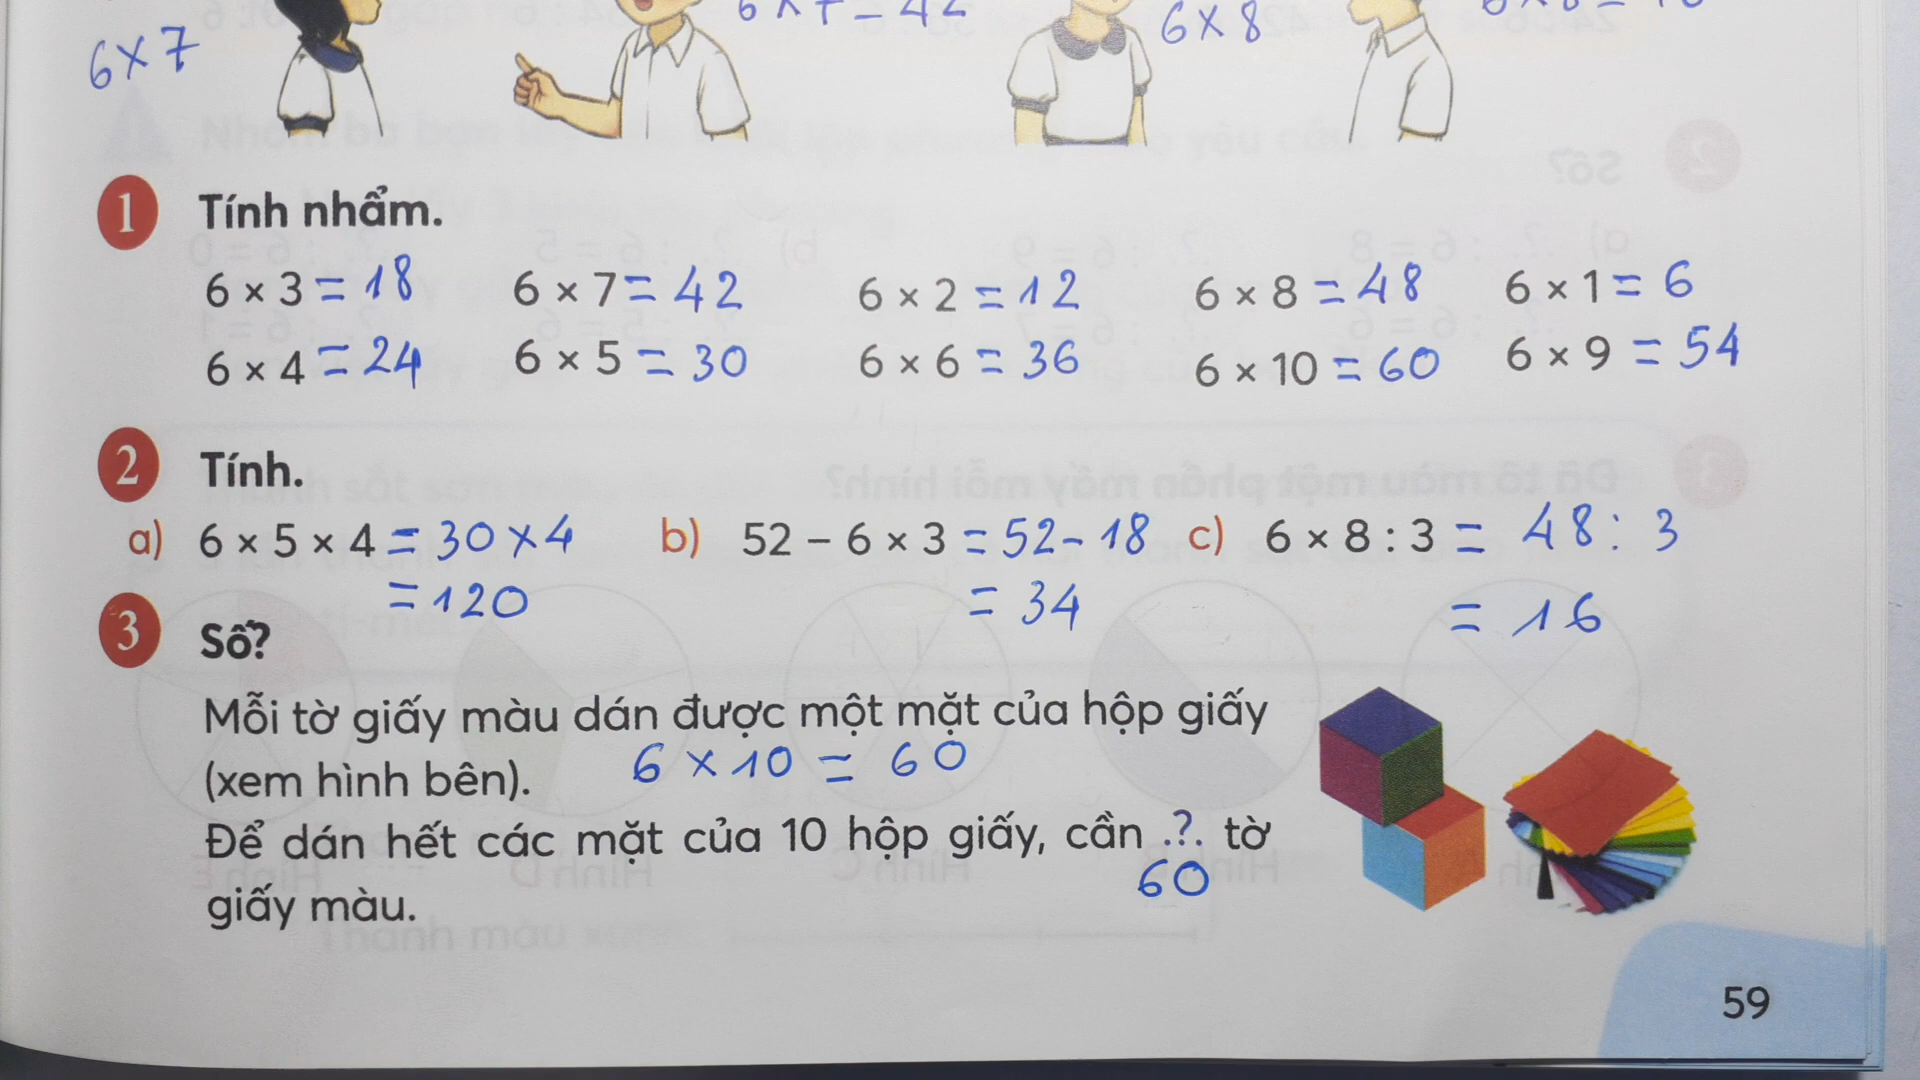 6 × 7
6 × 8
1 Tính nhẩm.
6 × 3 = 18 6 × 7 = 42 6 × 2 = 12 6 × 8 = 48 6 × 1 = 6
6 × 4 = 24 6 × 5 = 30 6 × 6 = 36 6 × 10 = 60 6 × 9 = 54
2 Tính.
a) 6 × 5 × 4 = 30 × 4 b) 52 – 6 × 3 = 52 - 18 c) 6 × 8 : 3 = 48 : 3
= 120 = 34 = 16
3 Số?
Mỗi tờ giấy màu dán được một mặt của hộp giấy
(xem hình bên). 6 × 10 = 60
Để dán hết các mặt của 10 hộp giấy, cần .?. tờ
60
giấy màu.
59